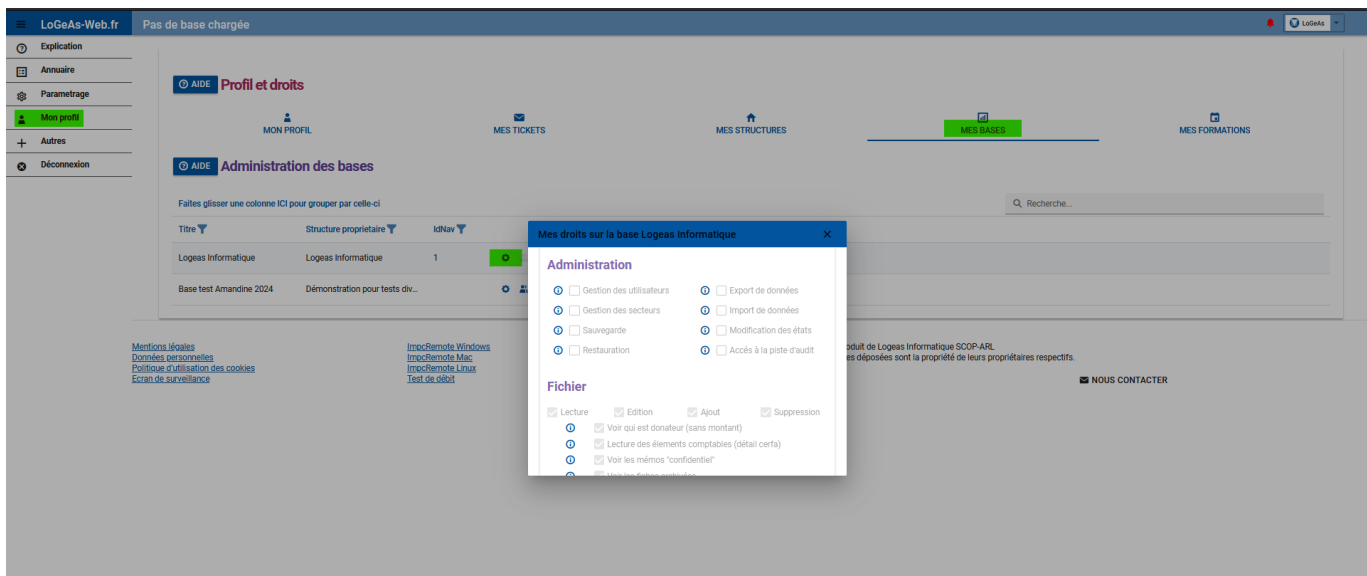 LoGeAs-Web.fr
Pas de base chargée
LoGeAs
Explication
Annuaire
Parametrage
Mon profil
Autres
Déconnexion
AIDE Profil et droits
MON PROFIL
MES TICKETS
MES STRUCTURES
MES BASES
MES FORMATIONS
AIDE Administration des bases
Faites glisser une colonne ICI pour grouper par celle-ci
Recherche...
Titre Structure proprietaire IdNav
Logeas Informatique Logeas Informatique 1
Base test Amandine 2024 Démonstration pour tests div...
Mes droits sur la base Logeas Informatique
Administration
Gestion des utilisateurs Export de données
Gestion des secteurs Import de données
Sauvegarde Modification des états
Restauration Accés à la piste d'audit
Fichier
Lecture Edition Ajout Suppression
Voir qui est donateur (sans montant)
Lecture des élements comptables (détail cerfa)
Voir les mémos "confidentiel"
Mentions légales
Données personnelles
Politique d'utilisation des cookies
Ecran de surveillance
ImpcRemote Windows
ImpcRemote Mac
ImpcRemote Linux
Test de débit
de Logeas Informatique SCOP-ARL
déposées sont la propriété de leurs propriétaires respectifs.
NOUS CONTACTER